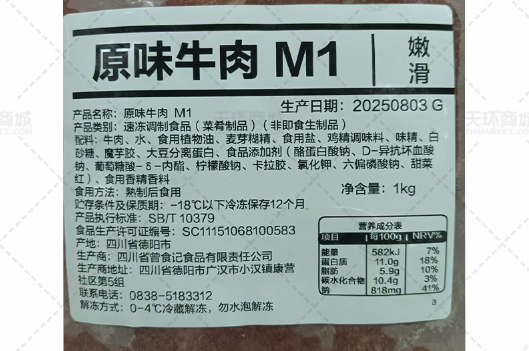 原味牛肉 M1
嫩滑
生产日期：20250803 G
产品名称：原味牛肉 M1
产品类别：速冻调制食品（菜肴制品）（非即食生制品）
配料：牛肉、水、食用植物油、麦芽糊精、食用盐、鸡精调味料、味精、白
砂糖、魔芋胶、大豆分离蛋白、食品添加剂（酪蛋白酸钠、D-异抗坏血酸
钠、葡萄糖酸-δ-内酯、柠檬酸钠、卡拉胶、氯化钾、六偏磷酸钠、甜菜
红）、食用香精香料
食用方法：熟制后食用
净含量：1kg
贮存条件及保质期：-18℃以下冷冻保存12个月
产品执行标准：SB/T 10379
食品生产许可证编号：SC11151068100583
产地：四川省德阳市
生产商：四川省曾食记食品有限责任公司
生产商地址：四川省德阳市广汉市小汉镇康营
社区第5组
联系电话：0838-5183312
解冻方式：0-4℃冷藏解冻，勿水泡解冻
营养成分表
项目 每100g NRV%
能量 582kJ 7%
蛋白质 11.0g 18%
脂肪 5.9g 10%
碳水化合物 10.4g 3%
钠 818mg 41%
a
天环商城